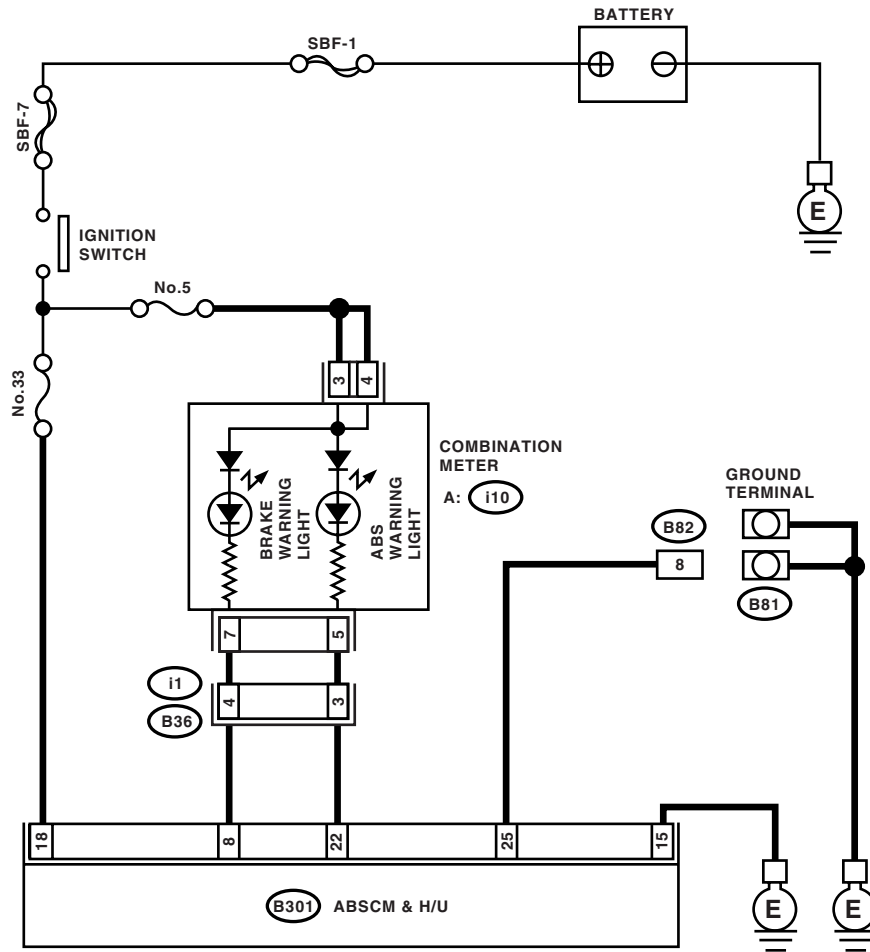 BATTERY
SBF-1
SBF-7
E
IGNITION
SWITCH
No.5
No.33
3
4
COMBINATION
METER
A: i10
BRAKE
WARNING
LIGHT
ABS
WARNING
LIGHT
GROUND
TERMINAL
B82
8
B81
7
5
i1
B36
4
3
18
8
22
25
15
B301 ABSCM & H/U
E
E